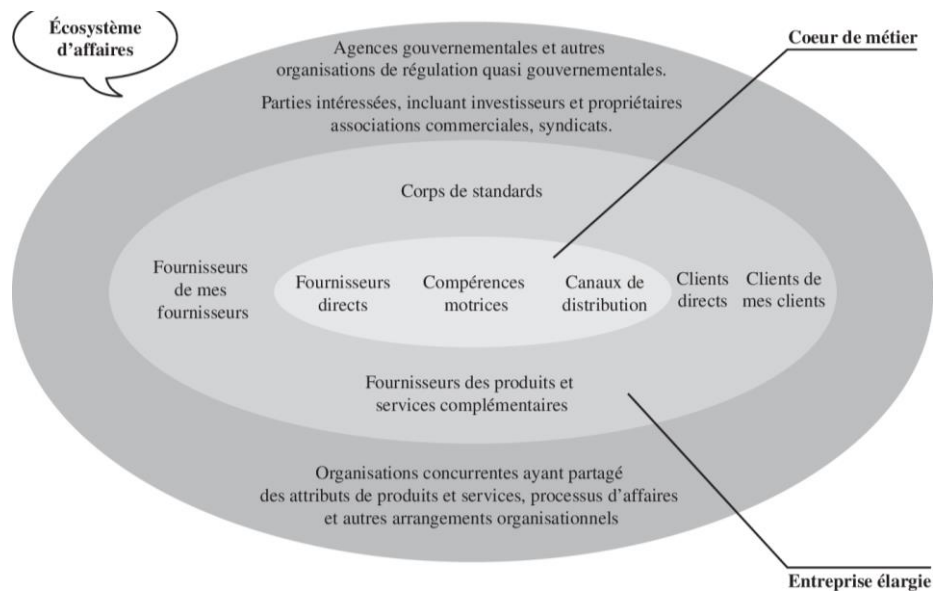 Écosystème
d'affaires
Coeur de métier
Agences gouvernementales et autres
organisations de régulation quasi gouvernementales.
Parties intéressées, incluant investisseurs et propriétaires
associations commerciales, syndicats.
Corps de standards
Fournisseurs
de mes
fournisseurs
Fournisseurs
directs
Compérences
motrices
Canaux de
distribution
Clients
directs
Clients de
mes clients
Fournisseurs des produits et
services complémentaires
Organisations concurrentes ayant partagé
des attributs de produits et services, processus d'affaires
et autres arrangements organisationnels
Entreprise élargie